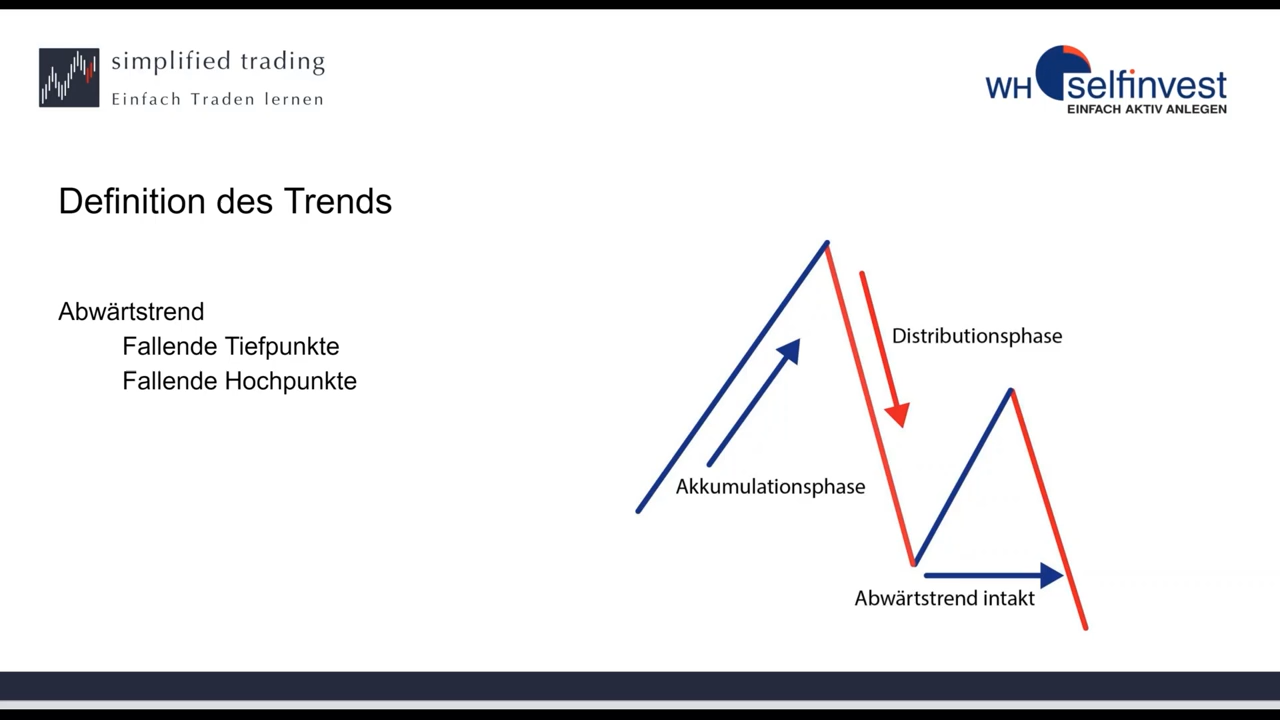 simplified trading
Einfach Traden lernen
WH selfinvest
EINFACH AKTIV ANLEGEN
Definition des Trends
Abwärtstrend
Fallende Tiefpunkte
Fallende Hochpunkte
Distributionsphase
Akkumulationsphase
Abwärtstrend intakt